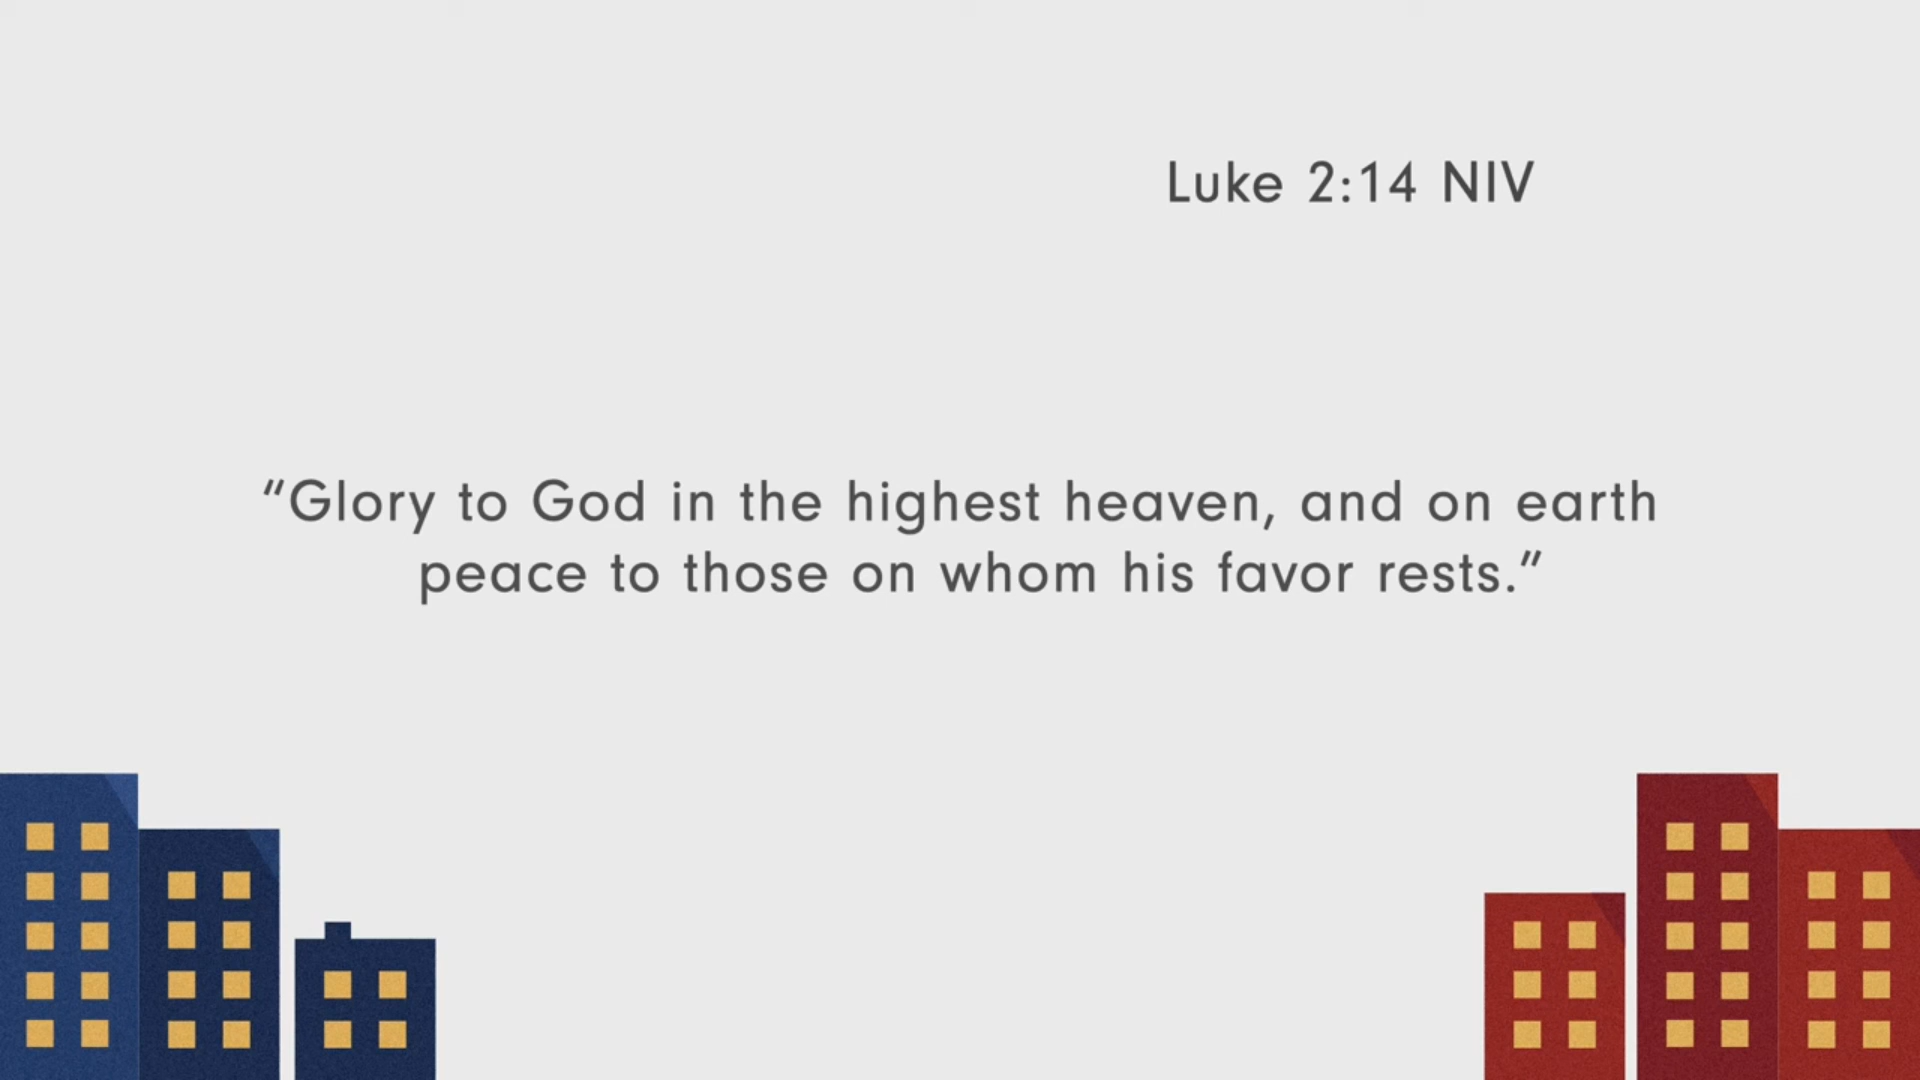 Luke 2:14 NIV
“Glory to God in the highest heaven, and on earth
peace to those on whom his favor rests.”